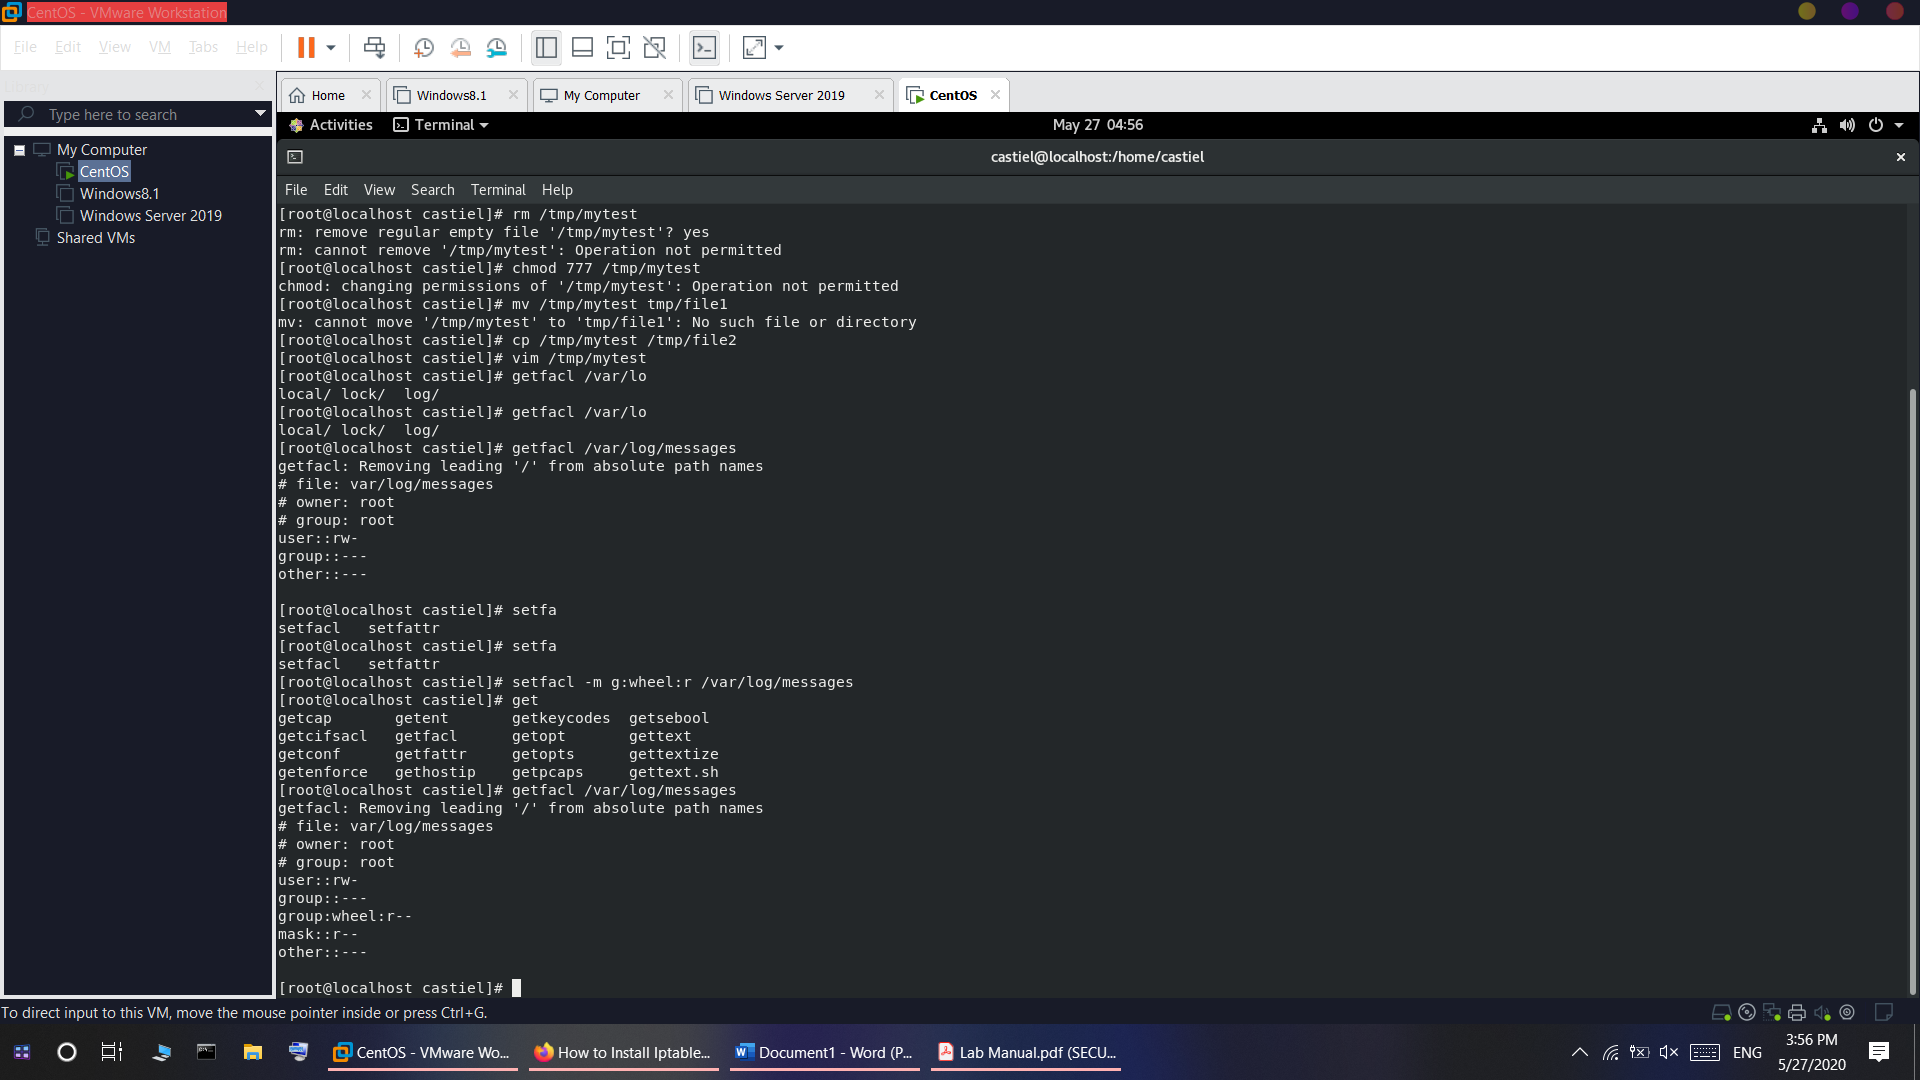 CentOS - VMware Workstation
File Edit View VM Tabs Help
Library
Type here to search
My Computer
CentOS
Windows8.1
Windows Server 2019
Shared VMs
Home
Windows8.1
My Computer
Windows Server 2019
CentOS
Activities Terminal May 27 04:56
castiel@localhost:/home/castiel
File Edit View Search Terminal Help
[root@localhost castiel]# rm /tmp/mytest
rm: remove regular empty file '/tmp/mytest'? yes
rm: cannot remove '/tmp/mytest': Operation not permitted
[root@localhost castiel]# chmod 777 /tmp/mytest
chmod: changing permissions of '/tmp/mytest': Operation not permitted
[root@localhost castiel]# mv /tmp/mytest tmp/file1
mv: cannot move '/tmp/mytest' to 'tmp/file1': No such file or directory
[root@localhost castiel]# cp /tmp/mytest /tmp/file2
[root@localhost castiel]# vim /tmp/mytest
[root@localhost castiel]# getfacl /var/lo
local/ lock/  log/
[root@localhost castiel]# getfacl /var/lo
local/ lock/  log/
[root@localhost castiel]# getfacl /var/log/messages
getfacl: Removing leading '/' from absolute path names
# file: var/log/messages
# owner: root
# group: root
user::rw-
group::---
other::---
[root@localhost castiel]# setfa
setfacl   setfattr
[root@localhost castiel]# setfa
setfacl   setfattr
[root@localhost castiel]# setfacl -m g:wheel:r /var/log/messages
[root@localhost castiel]# get
getcap       getent       getkeycodes  getsebool
getcifsacl   getfacl      getopt       gettext
getconf      getfattr     getopts      gettextize
getenforce   gethostip    getpcaps     gettext.sh
[root@localhost castiel]# getfacl /var/log/messages
getfacl: Removing leading '/' from absolute path names
# file: var/log/messages
# owner: root
# group: root
user::rw-
group::---
group:wheel:r--
mask::r--
other::---
[root@localhost castiel]#
To direct input to this VM, move the mouse pointer inside or press Ctrl+G.
CentOS - VMware Wo...
How to Install Iptable...
Document1 - Word (P...
Lab Manual.pdf (SECU...
ENG
3:56 PM
5/27/2020